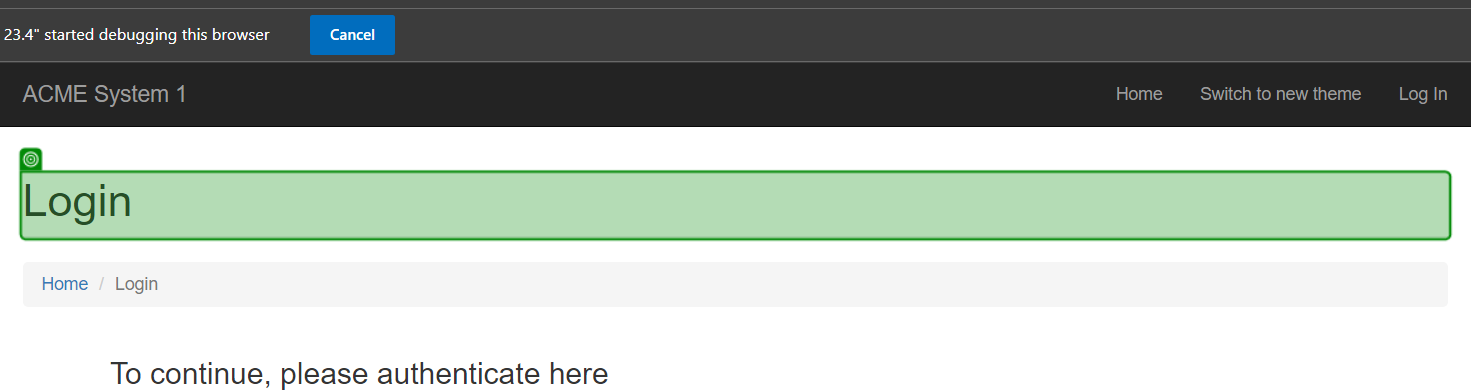 23.4" started debugging this browser Cancel
ACME System 1 Home Switch to new theme Log In
Login
Home / Login
To continue, please authenticate here